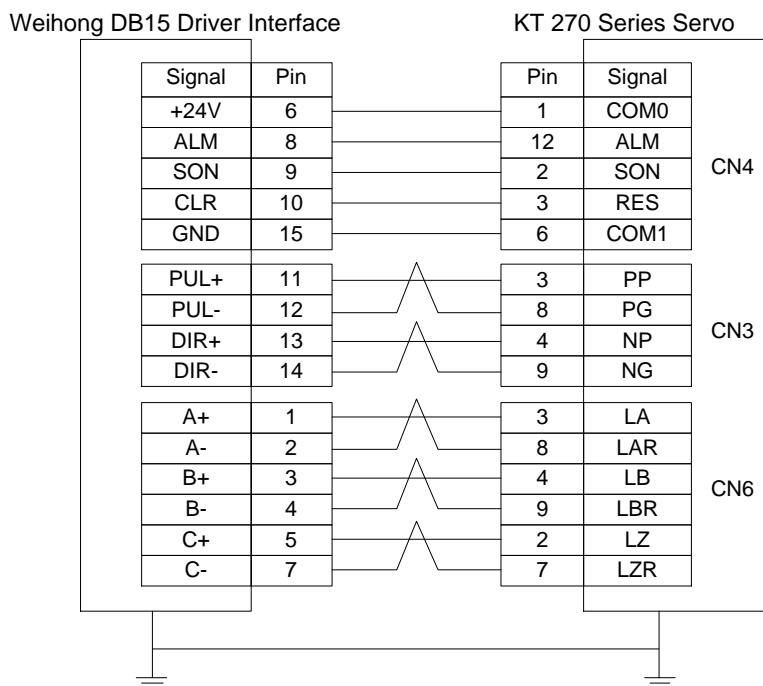 Weihong DB15 Driver Interface KT 270 Series Servo
Signal Pin Pin Signal
+24V 6 1 COM0
ALM 8 12 ALM
SON 9 2 SON CN4
CLR 10 3 RES
GND 15 6 COM1
PUL+ 11 3 PP
PUL- 12 8 PG
DIR+ 13 4 NP CN3
DIR- 14 9 NG
A+ 1 3 LA
A- 2 8 LAR
B+ 3 4 LB CN6
B- 4 9 LBR
C+ 5 2 LZ
C- 7 7 LZR